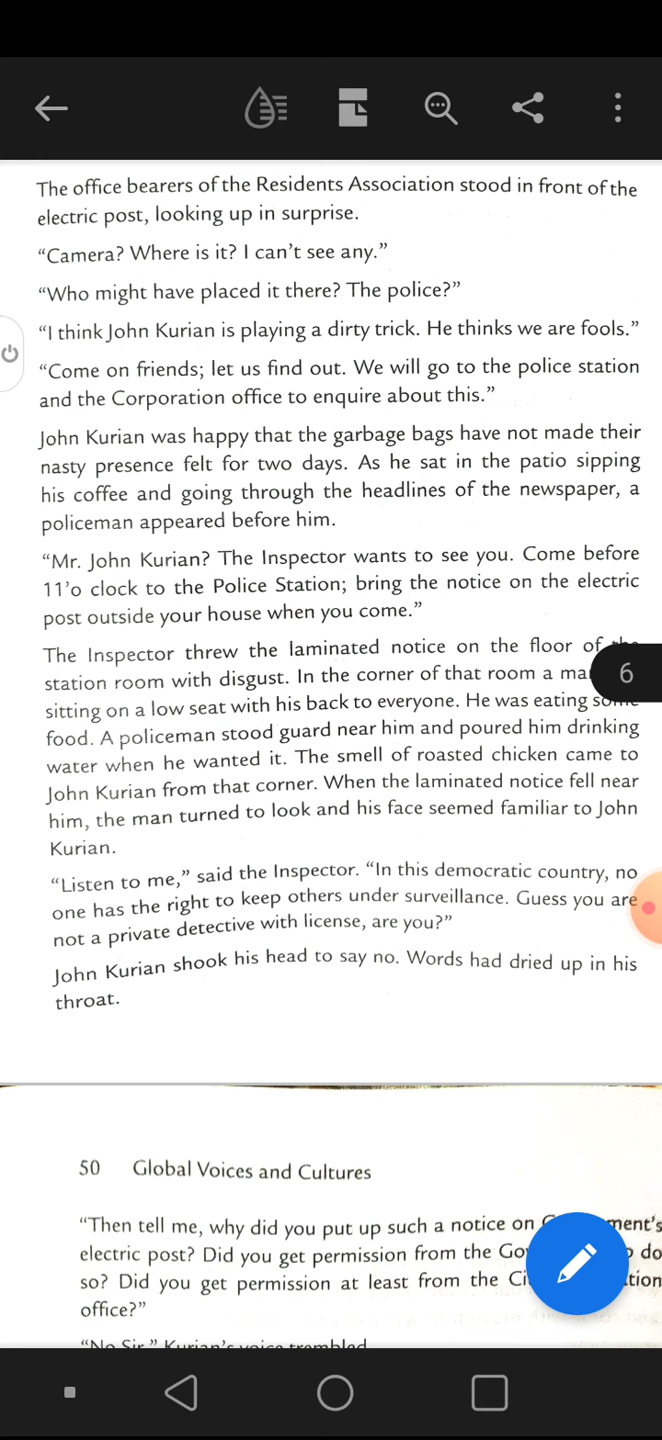 The office bearers of the Residents Association stood in front of the
electric post, looking up in surprise.
“Camera? Where is it? I can’t see any.”
“Who might have placed it there? The police?”
“I think John Kurian is playing a dirty trick. He thinks we are fools.”
“Come on friends; let us find out. We will go to the police station
and the Corporation office to enquire about this.”
John Kurian was happy that the garbage bags have not made their
nasty presence felt for two days. As he sat in the patio sipping
his coffee and going through the headlines of the newspaper, a
policeman appeared before him.
“Mr. John Kurian? The Inspector wants to see you. Come before
11’o clock to the Police Station; bring the notice on the electric
post outside your house when you come.”
The Inspector threw the laminated notice on the floor of
station room with disgust. In the corner of that room a
6
sitting on a low seat with his back to everyone. He was eating
food. A policeman stood guard near him and poured him drinking
water when he wanted it. The smell of roasted chicken came to
John Kurian from that corner. When the laminated notice fell near
him, the man turned to look and his face seemed familiar to John
Kurian.
“Listen to me,” said the Inspector. “In this democratic country, no
one has the right to keep others under surveillance. Guess you are
not a private detective with license, are you?”
John Kurian shook his head to say no. Words had dried up in his
throat.
50 Global Voices and Cultures
“Then tell me, why did you put up such a notice on
electric post? Did you get permission from the do
so? Did you get permission at least from the
office?”
“No Sir,” Kurian’s voice trembled